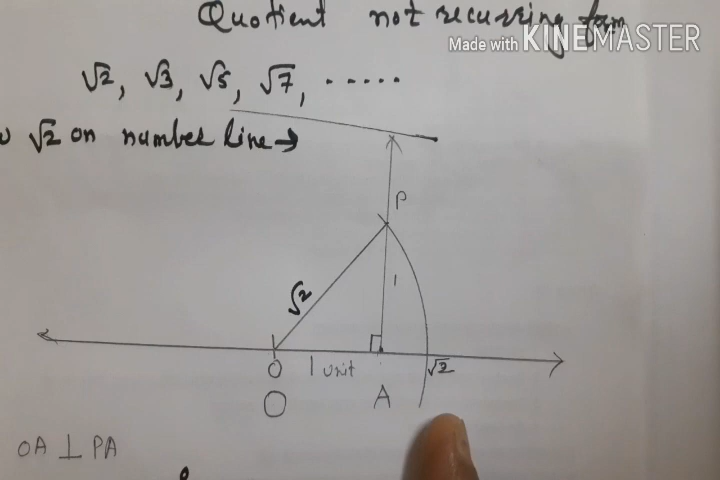 Quotient not recurring form
Made with KINEMASTER
√2, √3, √5, √7, .....
√2 on number line →
P
√2
1
O 1 unit √2
O A
OA ⊥ PA